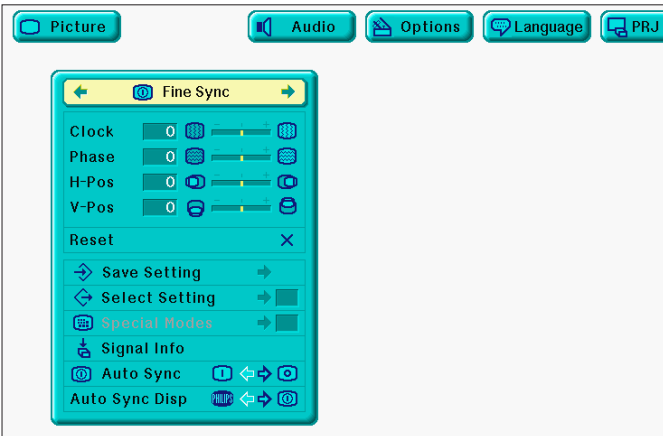 Picture
Audio
Options
Language
PRJ
Fine Sync
Clock 0
Phase 0
H-Pos 0
V-Pos 0
Reset
Save Setting
Select Setting
Special Modes
Signal Info
Auto Sync
Auto Sync Disp PHILIPS